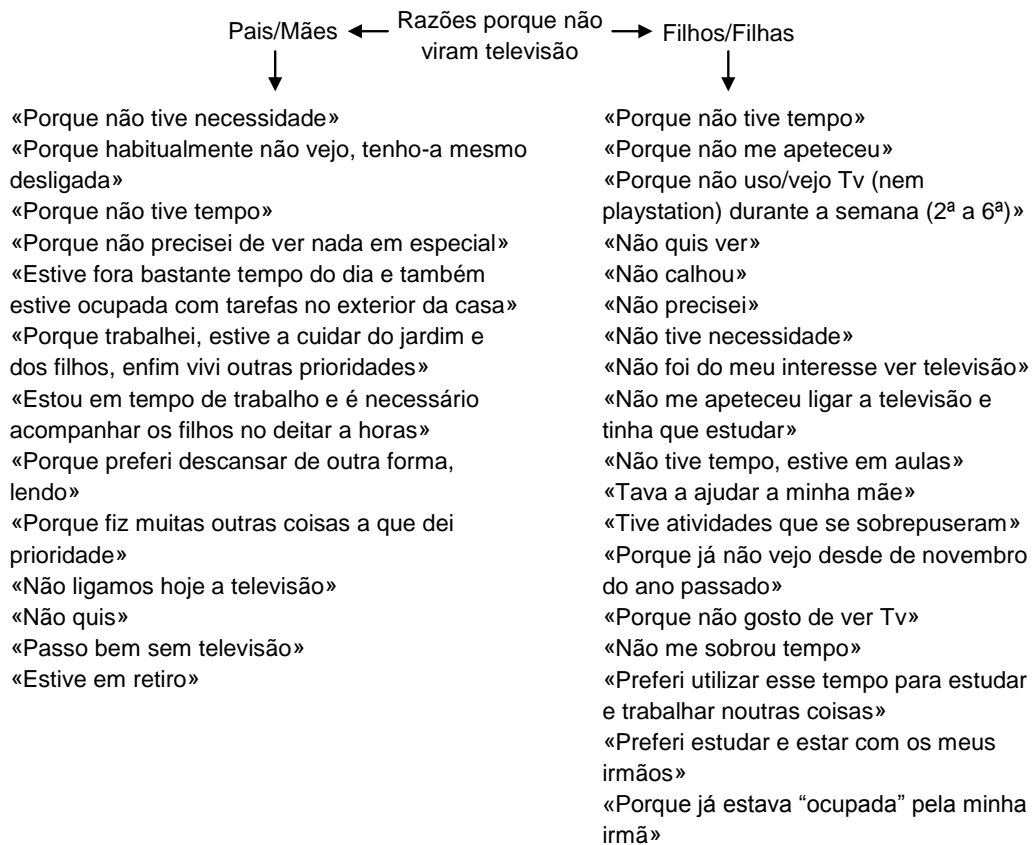 Razões porque não
viram televisão
Pais/Mães
Filhos/Filhas
«Porque não tive necessidade»
«Porque habitualmente não vejo, tenho-a mesmo
desligada»
«Porque não tive tempo»
«Porque não precisei de ver nada em especial»
«Estive fora bastante tempo do dia e também
estive ocupada com tarefas no exterior da casa»
«Porque trabalhei, estive a cuidar do jardim e
dos filhos, enfim vivi outras prioridades»
«Estou em tempo de trabalho e é necessário
acompanhar os filhos no deitar a horas»
«Porque preferi descansar de outra forma,
lendo»
«Porque fiz muitas outras coisas a que dei
prioridade»
«Não ligamos hoje a televisão»
«Não quis»
«Passo bem sem televisão»
«Estive em retiro»
«Porque não tive tempo»
«Porque não me apeteceu»
«Porque não uso/vejo Tv (nem
playstation) durante a semana (2ª a 6ª)»
«Não quis ver»
«Não calhou»
«Não precisei»
«Não tive necessidade»
«Não foi do meu interesse ver televisão»
«Não me apeteceu ligar a televisão e
tinha que estudar»
«Não tive tempo, estive em aulas»
«Tava a ajudar a minha mãe»
«Tive atividades que se sobrepuseram»
«Porque já não vejo desde de novembro
do ano passado»
«Porque não gosto de ver Tv»
«Não me sobrou tempo»
«Preferi utilizar esse tempo para estudar
e trabalhar noutras coisas»
«Preferi estudar e estar com os meus
irmãos»
«Porque já estava “ocupada” pela minha
irmã»